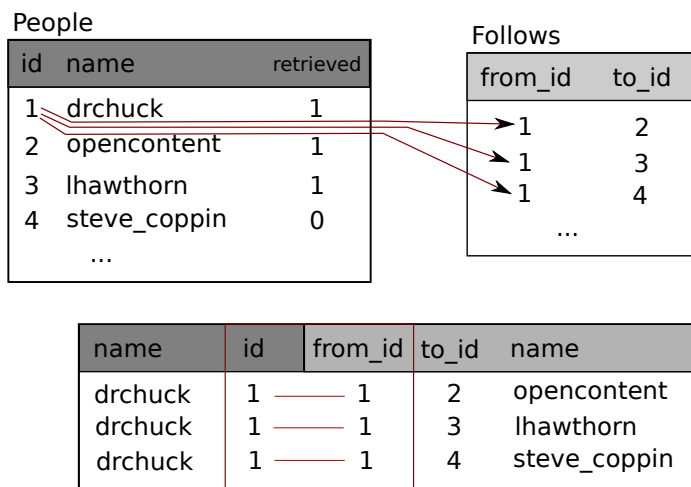 People
id name retrieved
1 drchuck 1
2 opencontent 1
3 lhawthorn 1
4 steve_coppin 0
...
Follows
from_id to_id
1 2
1 3
1 4
...
name id from_id to_id name
drchuck 1 1 2 opencontent
drchuck 1 1 3 lhawthorn
drchuck 1 1 4 steve_coppin